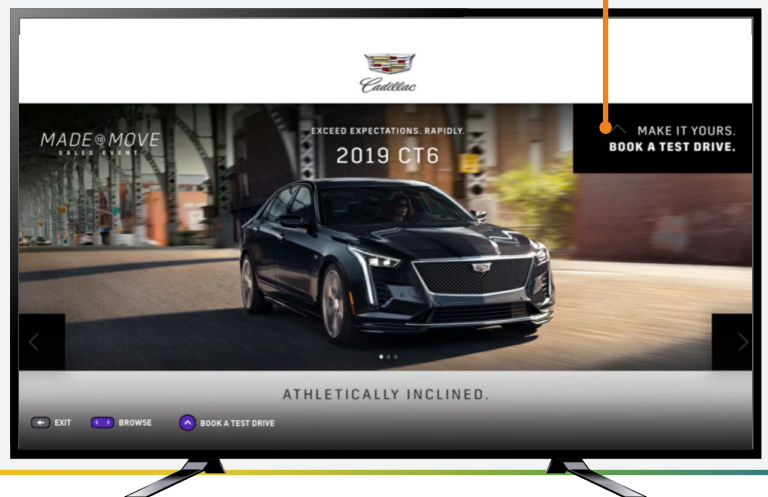 Cadillac
MADE TO MOVE
SALES EVENT
EXCEED EXPECTATIONS. RAPIDLY.
2019 CT6
MAKE IT YOURS.
BOOK A TEST DRIVE.
ATHLETICALLY INCLINED.
EXIT
BROWSE
BOOK A TEST DRIVE